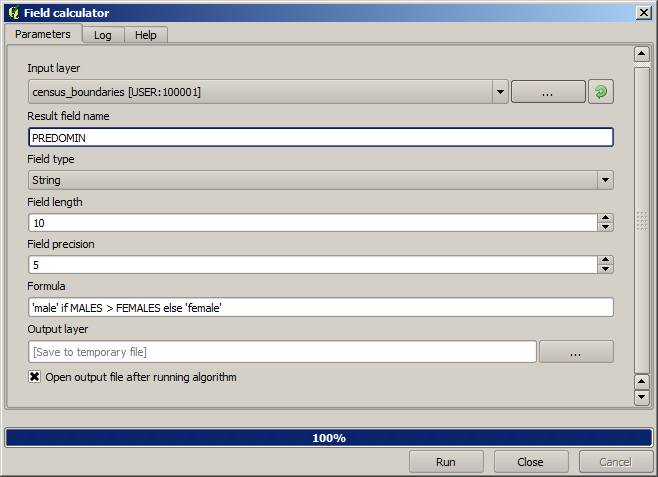 Field calculator
Parameters
Log
Help
Input layer
census_boundaries [USER:100001]
...
Result field name
PREDOMIN
Field type
String
Field length
10
Field precision
5
Formula
'male' if MALES > FEMALES else 'female'
Output layer
[Save to temporary file]
...
Open output file after running algorithm
100%
Run
Close
Cancel